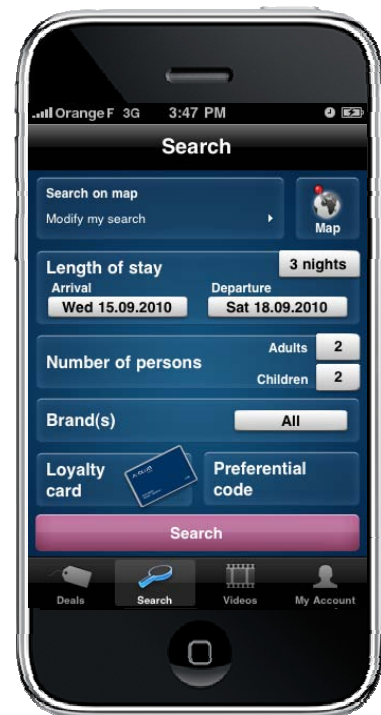 Orange F 3G 3:47 PM
Search
Search on map
Modify my search
Map
Length of stay 3 nights
Arrival Departure
Wed 15.09.2010 Sat 18.09.2010
Number of persons
Adults 2
Children 2
Brand(s) All
Loyalty card
A-CLUB
Preferential code
Search
Deals Search Videos My Account